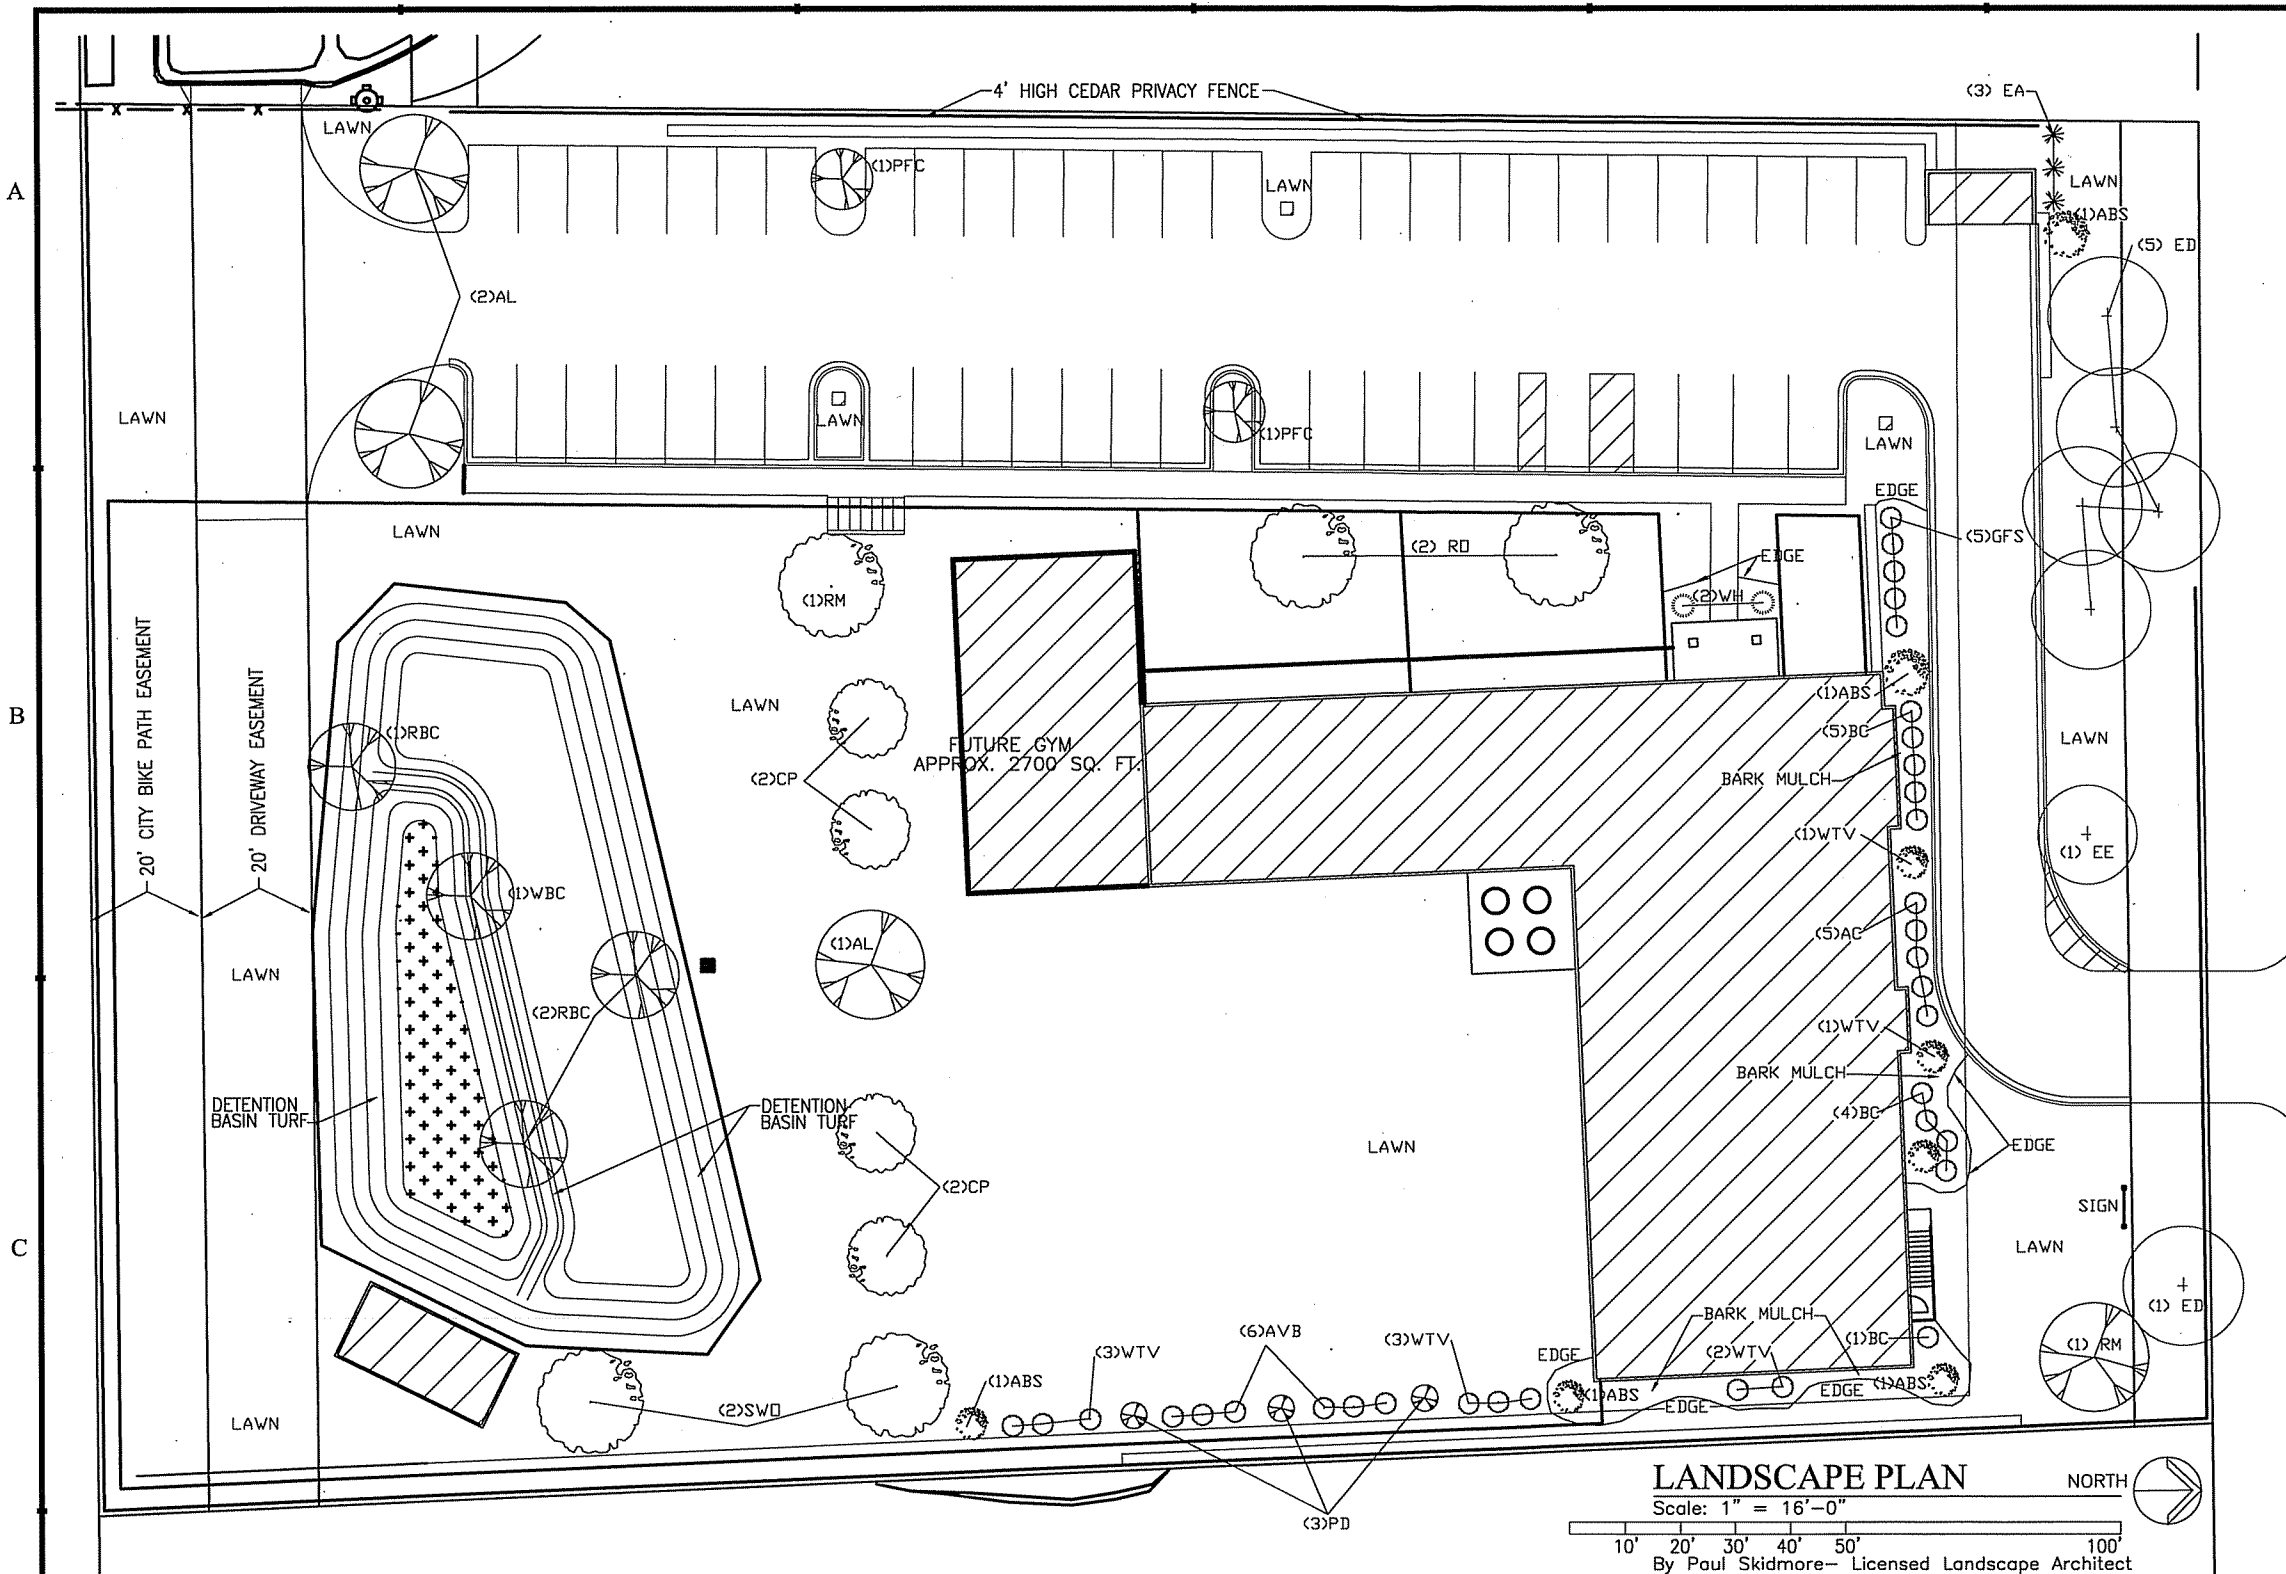 4' HIGH CEDAR PRIVACY FENCE
(3) EA
LAWN
A
(1)PFC
LAWN
LAWN
(1)ABS
(5) ED
(2)AL
LAWN
LAWN
(1)PFC
LAWN
EDGE
LAWN
(5)GFS
(2) RO
EDGE
(1)RM
(2)WH
20' CITY BIKE PATH EASEMENT
20' DRIVEWAY EASEMENT
B
LAWN
(1)ABS
(1)RBC
(5)BC
FUTURE GYM
APPROX. 2700 SQ. FT.
LAWN
(2)CP
BARK MULCH
(1)WTV
(1) EE
(1)WBC
(5)AC
(1)AL
LAWN
(2)RBC
(1)WTV
BARK MULCH
DETENTION
BASIN TURF
DETENTION
BASIN TURF
(4)BC
LAWN
EDGE
(2)CP
SIGN
C
LAWN
(1) ED
BARK MULCH
(6)AVB
(3)WTV
(1)BC
(1) RM
(3)WTV
EDGE
(2)WTV
(1)ABS
(1)ABS
EDGE
(1)ABS
(2)SWO
EDGE
LAWN
(3)PD
LANDSCAPE PLAN
NORTH
Scale: 1" = 16'-0"
10' 20' 30' 40' 50' 100'
By Paul Skidmore- Licensed Landscape Architect